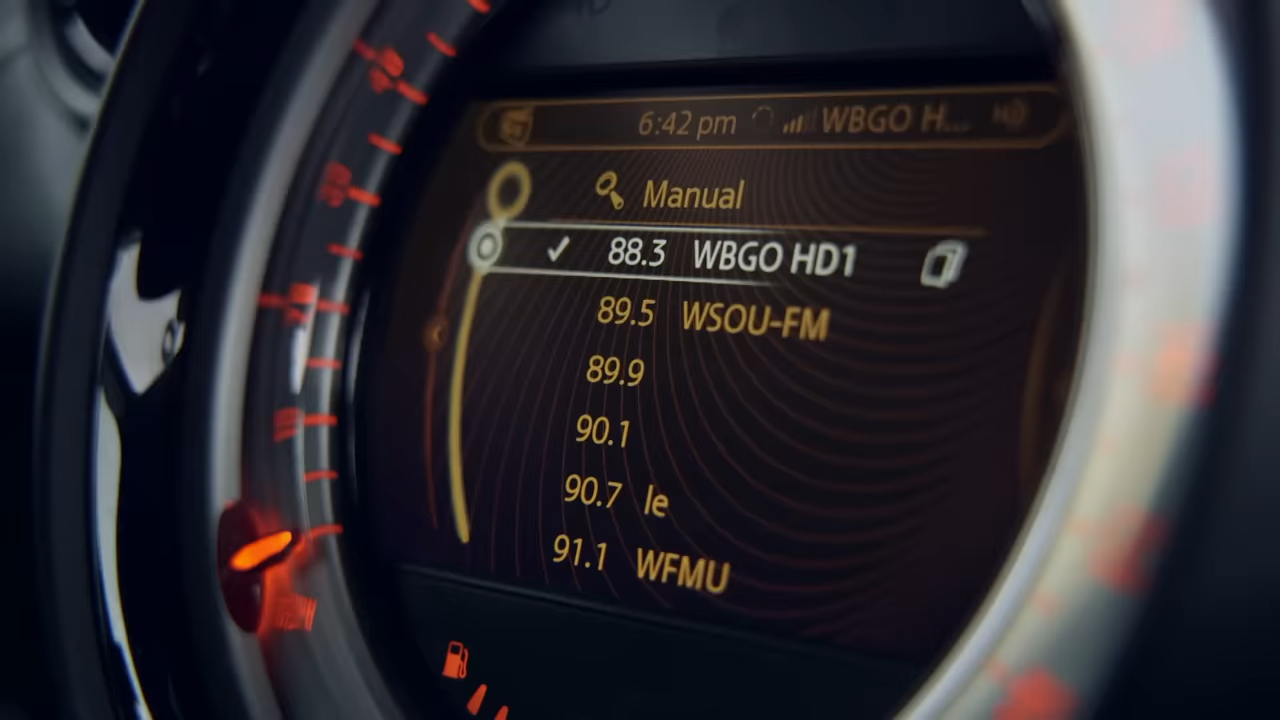 6:42 pm WBGO H...
Manual
88.3 WBGO HD1
89.5 WSOU-FM
89.9
90.1
90.7 le
91.1 WFMU